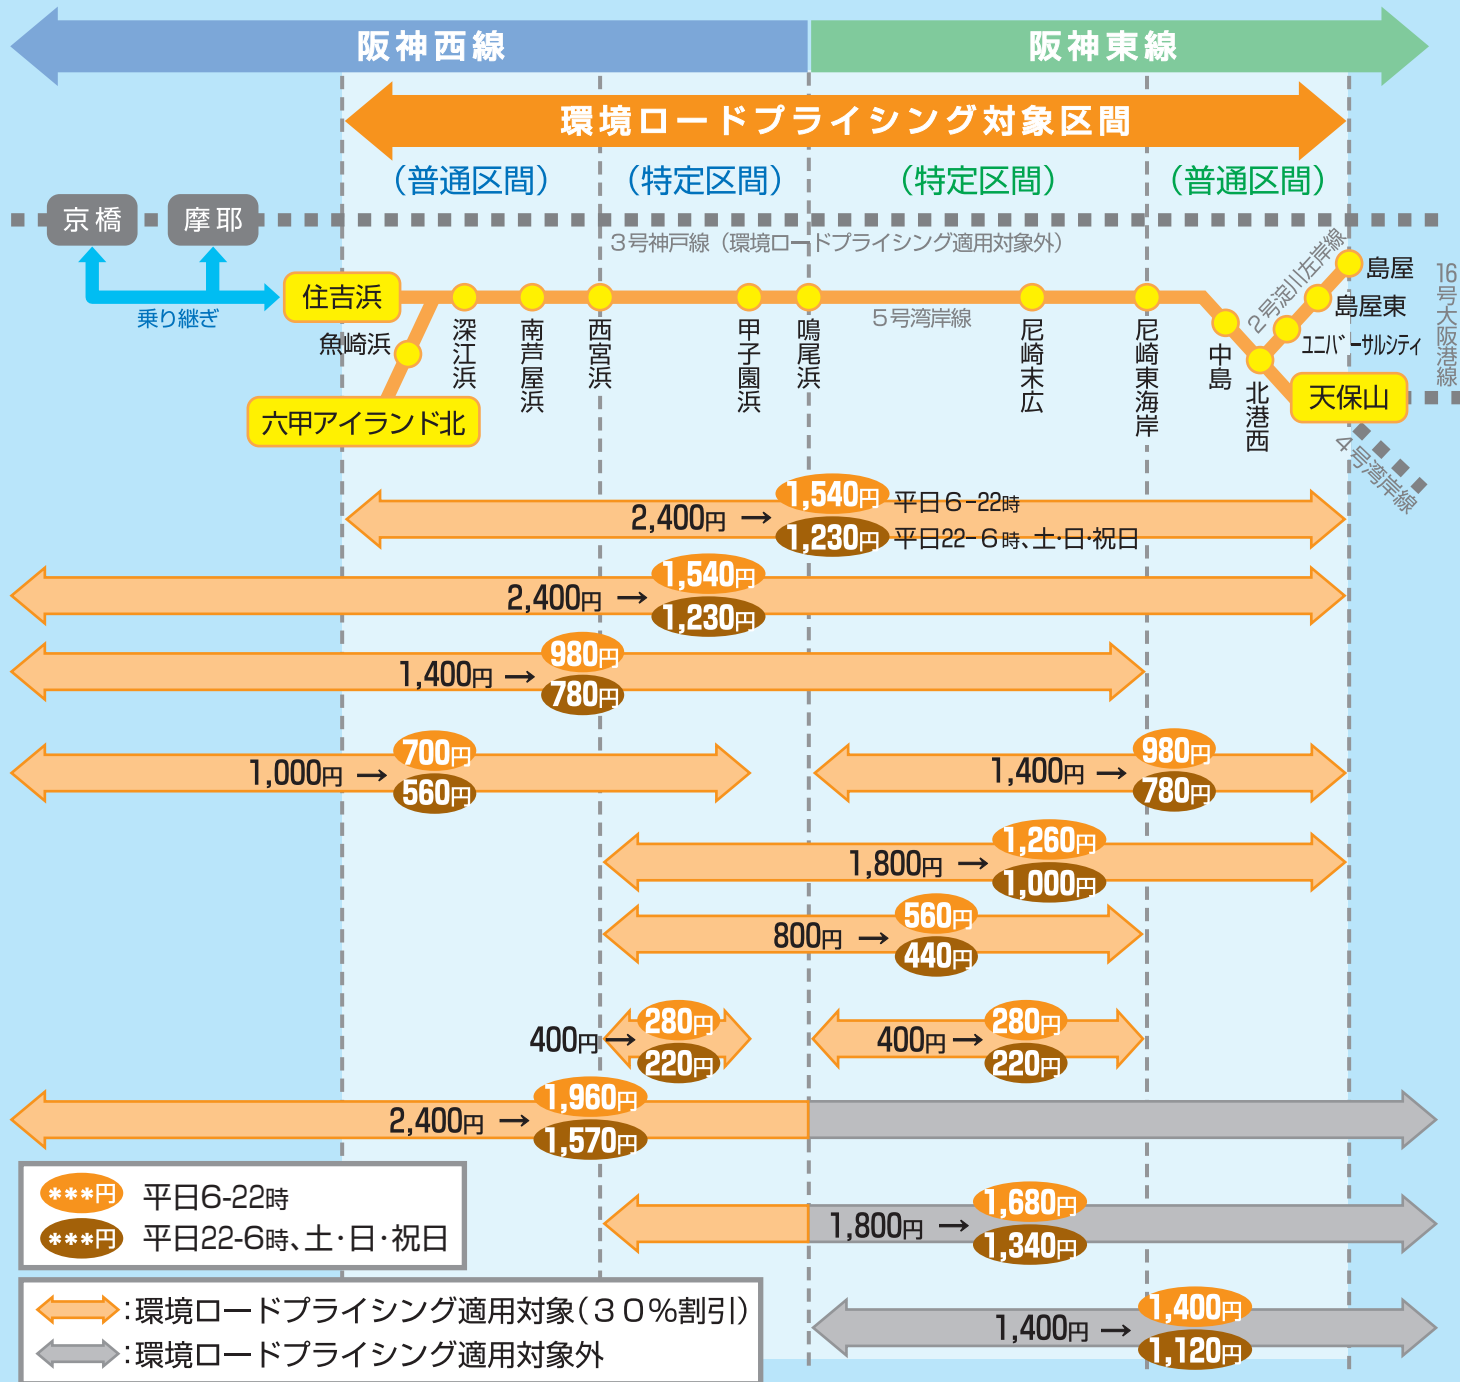 阪神西線
阪神東線
環境ロードプライシング対象区間
（普通区間）
（特定区間）
（特定区間）
（普通区間）
京橋
摩耶
３号神戸線（環境ロードプライシング適用対象外）
乗り継ぎ
住吉浜
魚崎浜
六甲アイランド北
深江浜
南芦屋浜
西宮浜
甲子園浜
鳴尾浜
５号湾岸線
尼崎末広
尼崎東海岸
中島
北港西
2号淀川左岸線
島屋
島屋東
ユニバーサルシティ
天保山
16号大阪港線
4号湾岸線
2,400円 → 1,540円 平日６-22時
1,230円 平日22-６時、土・日・祝日
2,400円 → 1,540円
1,230円
1,400円 → 980円
780円
1,000円 → 700円
560円
1,400円 → 980円
780円
1,800円 → 1,260円
1,000円
800円 → 560円
440円
400円 → 280円
220円
400円 → 280円
220円
2,400円 → 1,960円
1,570円
1,800円 → 1,680円
1,340円
1,400円 → 1,400円
1,120円
***円 平日6-22時
***円 平日22-6時、土・日・祝日
：環境ロードプライシング適用対象（３０％割引）
：環境ロードプライシング適用対象外